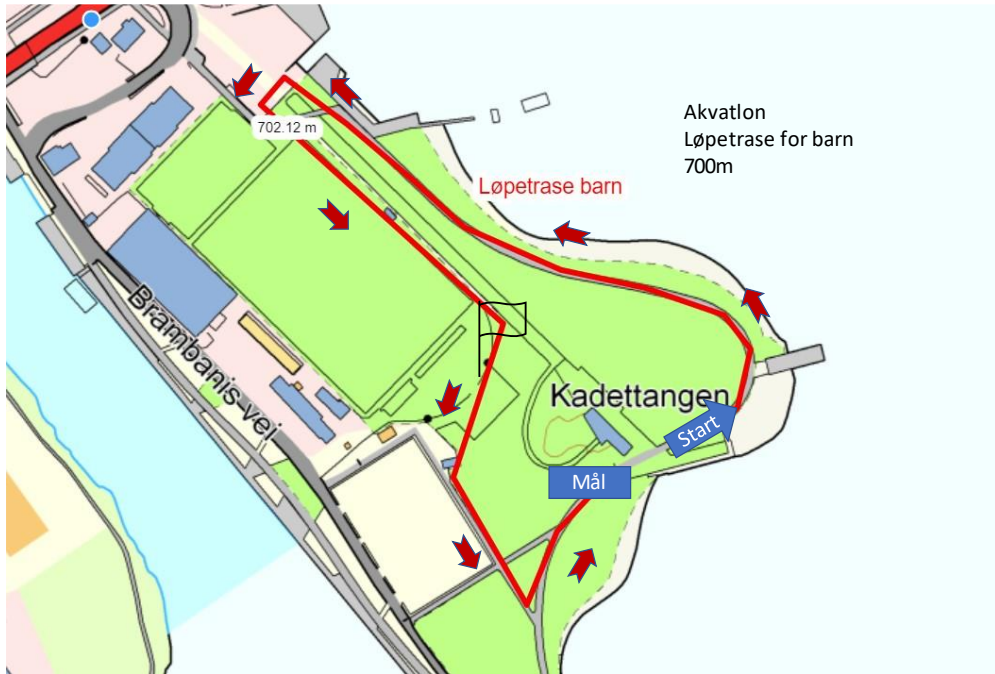 Akvatlon
Løpetrase for barn
700m
702.12 m
Løpetrase barn
Brambanis vei
Kadettangen
Start
Mål